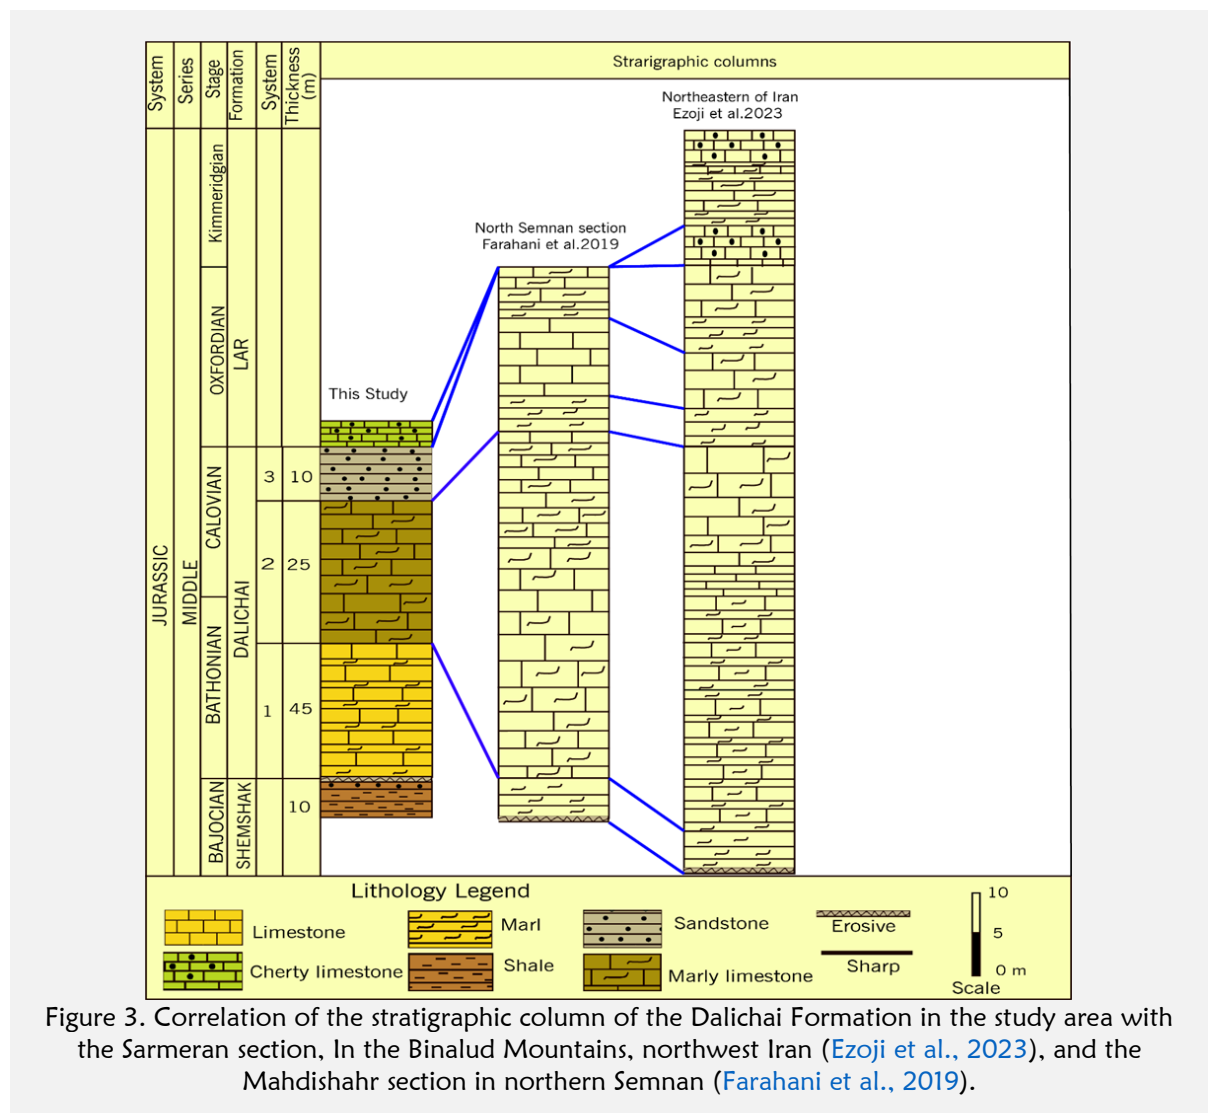 System
Series
Stage
Formation
System
Thickness
(m)
Strarigraphic columns
Northeastern of Iran
Ezoji et al.2023
North Semnan section
Farahani et al.2019
This Study
JURASSIC
MIDDLE
Kimmeridgian
OXFORDIAN
CALOVIAN
BATHONIAN
BAJOCIAN
LAR
DALICHAI
SHEMSHAK
3 10
2 25
1 45
10
Lithology Legend
Limestone
Marl
Sandstone
Erosive
Cherty limestone
Shale
Marly limestone
Sharp
10
5
0 m
Scale
Figure 3. Correlation of the stratigraphic column of the Dalichai Formation in the study area with
the Sarmeran section, In the Binalud Mountains, northwest Iran (Ezoji et al., 2023), and the
Mahdishahr section in northern Semnan (Farahani et al., 2019).